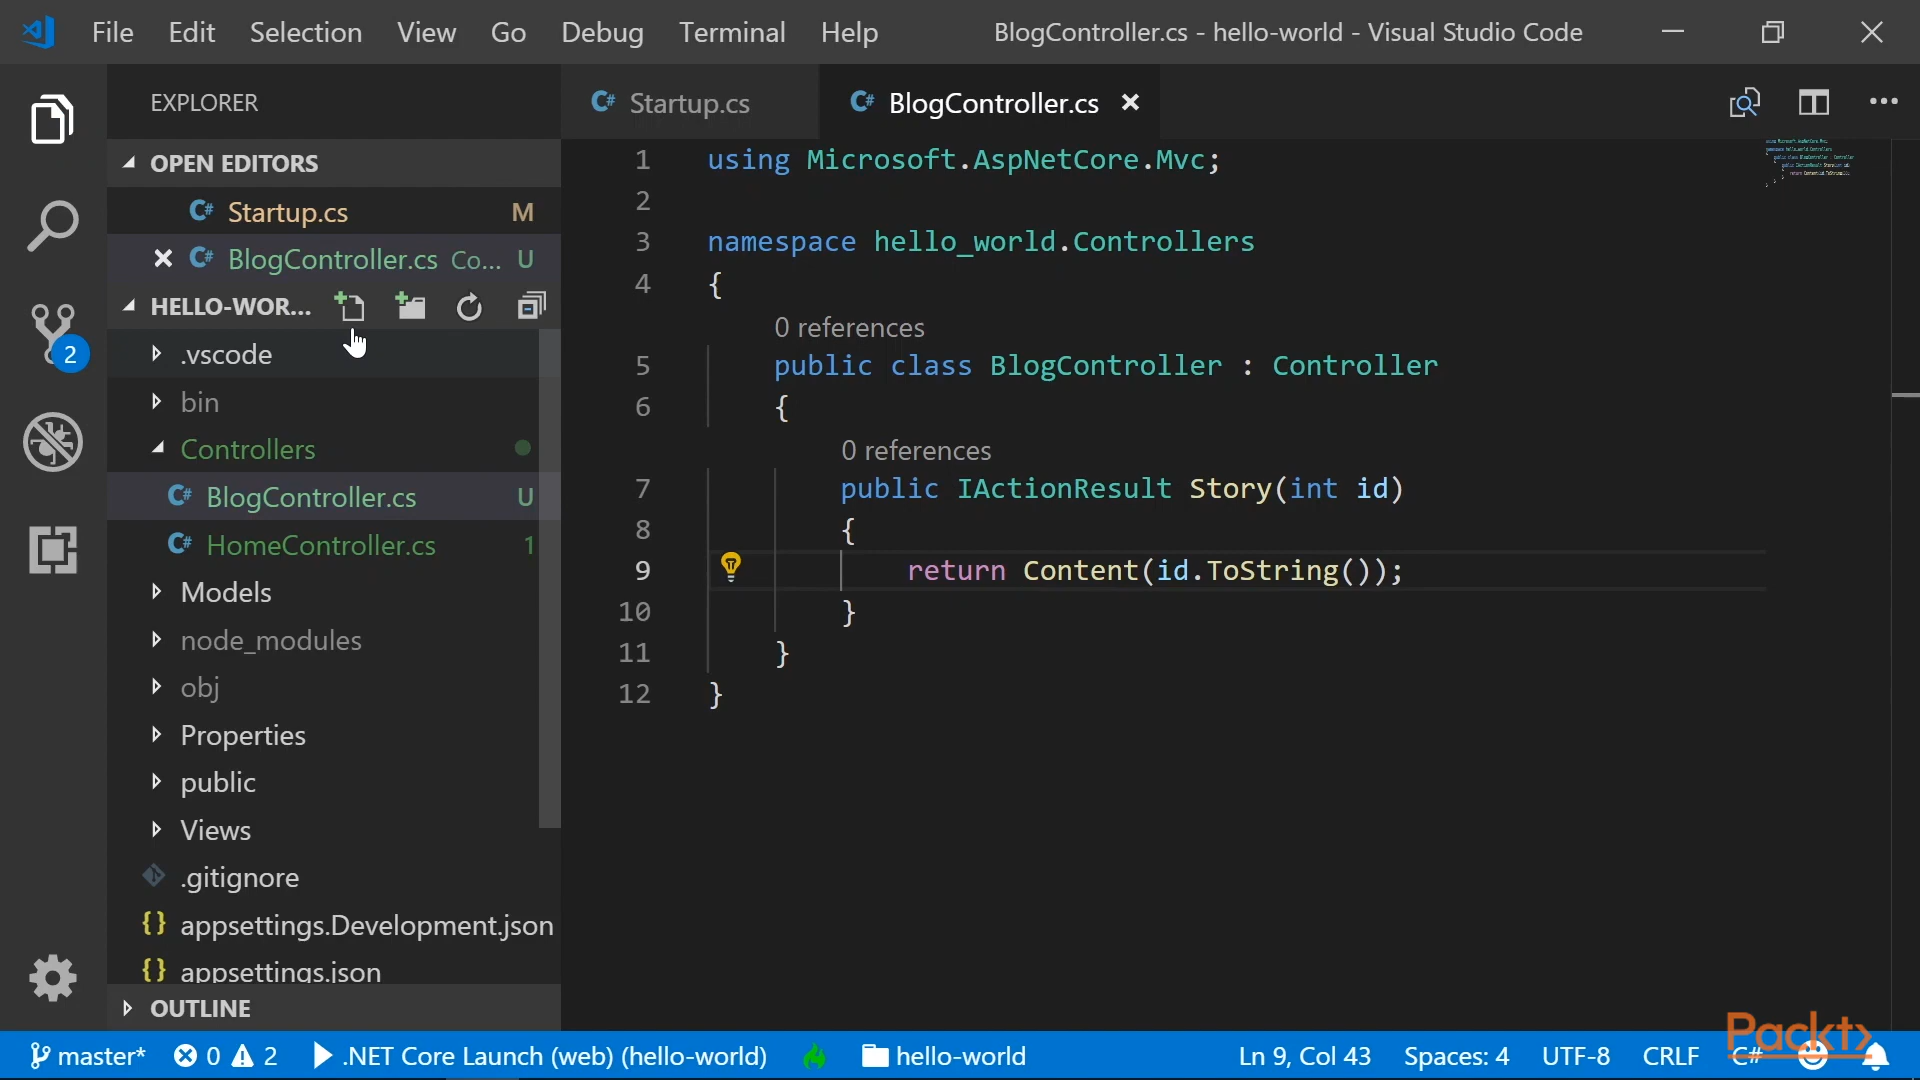 File Edit Selection View Go Debug Terminal Help BlogController.cs - hello-world - Visual Studio Code
EXPLORER
OPEN EDITORS
C# Startup.cs M
C# BlogController.cs Co... U
HELLO-WOR...
.vscode
bin
Controllers
C# BlogController.cs U
C# HomeController.cs 1
Models
node_modules
obj
Properties
public
Views
.gitignore
{} appsettings.Development.json
{} appsettings.json
OUTLINE
2
C# Startup.cs C# BlogController.cs
1 using Microsoft.AspNetCore.Mvc;
2
3 namespace hello_world.Controllers
4 {
0 references
5 public class BlogController : Controller
6 {
0 references
7 public IActionResult Story(int id)
8 {
9 return Content(id.ToString());
10 }
11 }
12 }
Packt>
master* 0 2 .NET Core Launch (web) (hello-world) hello-world Ln 9, Col 43 Spaces: 4 UTF-8 CRLF C#